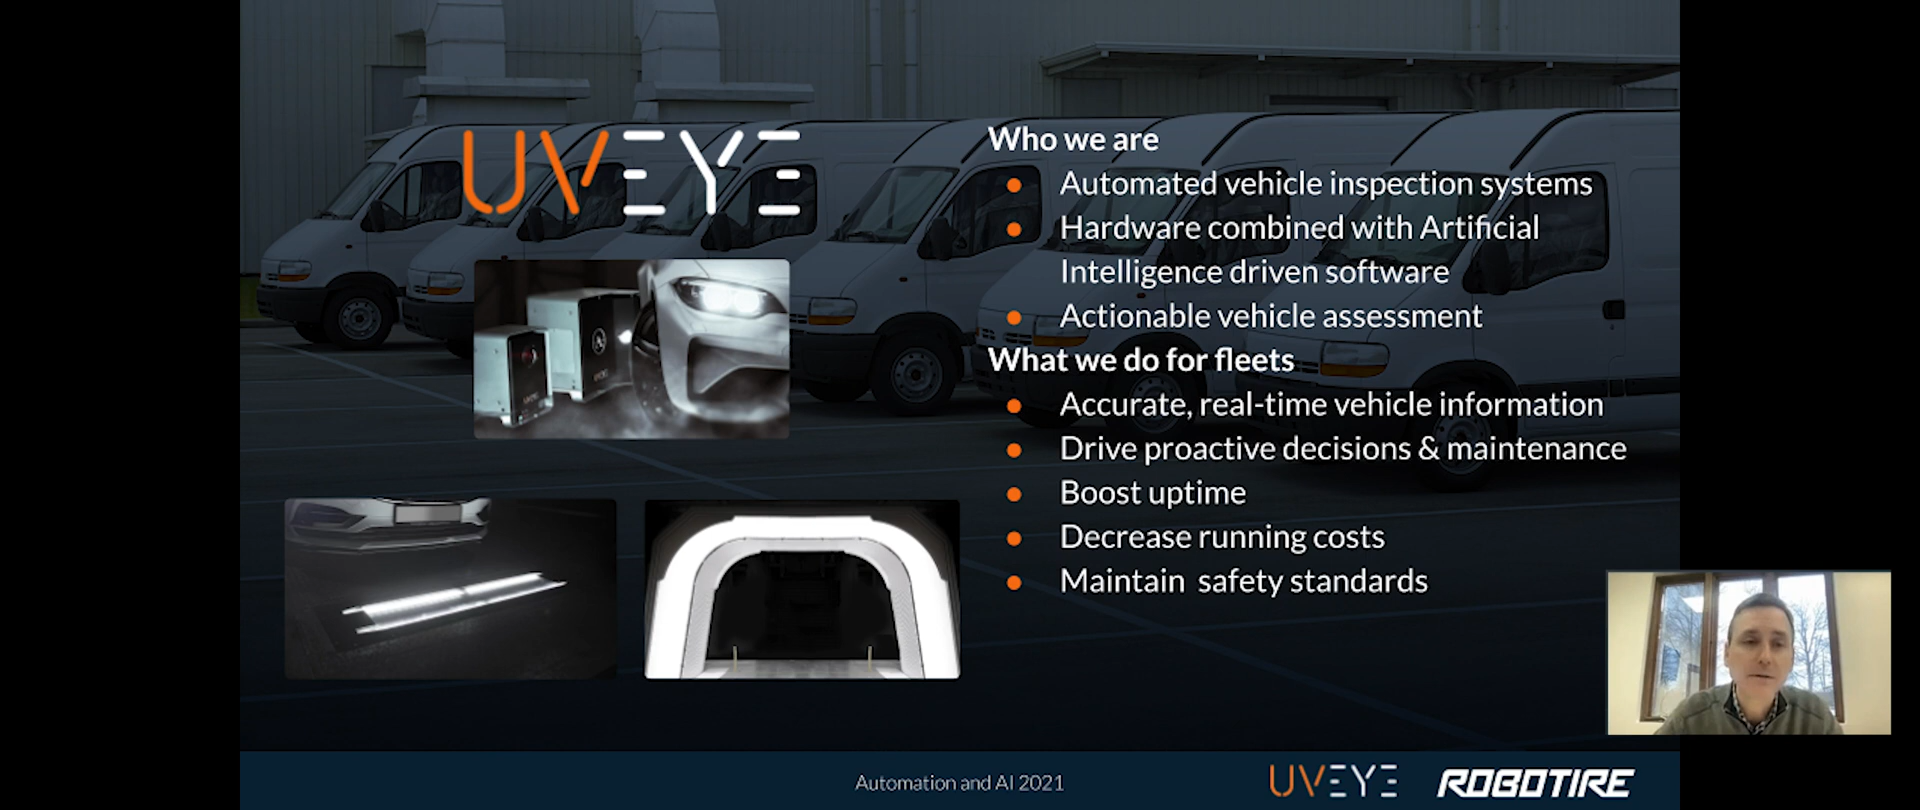 UVEYE
Who we are
Automated vehicle inspection systems
Hardware combined with Artificial
Intelligence driven software
Actionable vehicle assessment
What we do for fleets
Accurate, real-time vehicle information
Drive proactive decisions & maintenance
Boost uptime
Decrease running costs
Maintain safety standards
Automation and AI 2021
UVEYE
ROBOTIRE